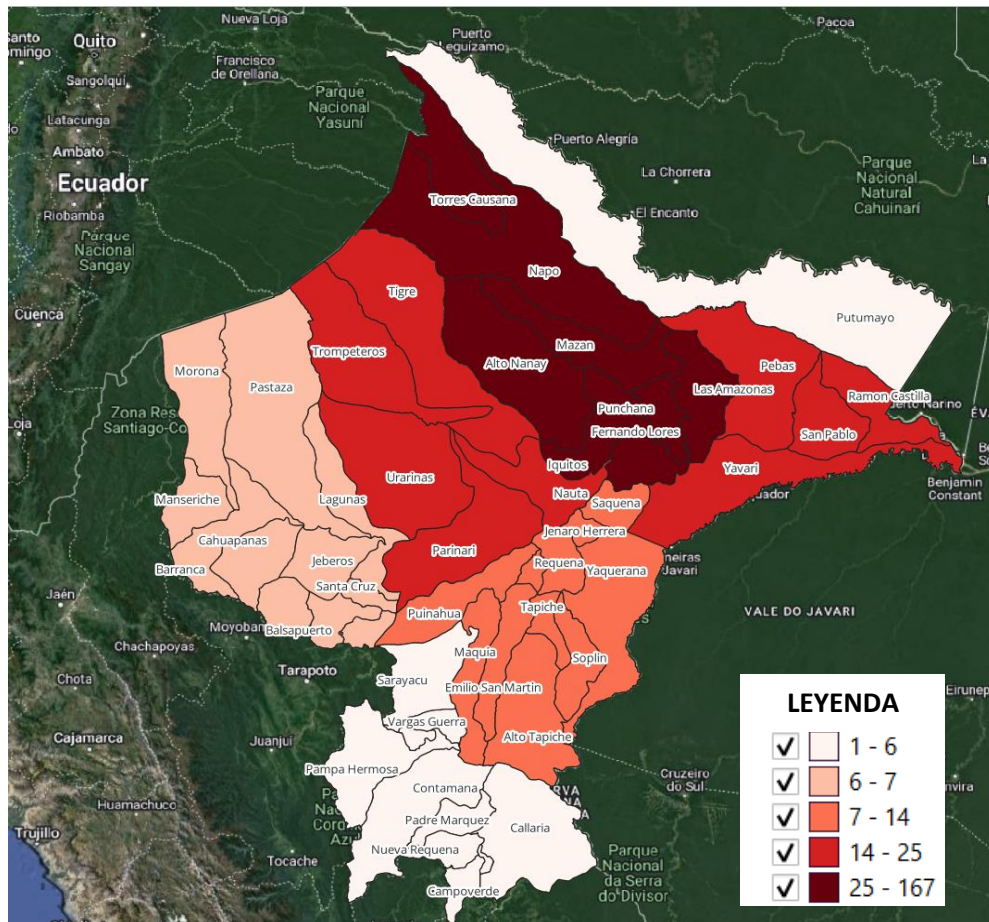 Nueva Loja
Puerto
Leguízamo
Pacoa
Santo
Domingo
Quito
Francisco
de Orellana
Sangolquí
Parque
Nacional
Yasuní
Latacunga
Puerto Alegría
Ambato
La Chorrera
Parque
Nacional
Natural
Cahuinarí
Ecuador
Riobamba
Torres Causana
El Encanto
Parque
Nacional
Sangay
Napo
Tigre
Cuenca
Putumayo
Mazan
Trompeteros
Alto Nanay
Pebas
Morona
Pastaza
Las Amazonas
Ramon Castilla
Punchana
Zona Res
Santiago-Co
Loja
Fernando Lores
San Pablo
Iquitos
Yavari
Urarinas
Benjamin
Constant
Manseriche
Lagunas
Nauta
Saquena
Cahuapanas
Jenaro Herrera
Parinari
Jeberos
Requena
Yaquerana
Barranca
Santa Cruz
Jaén
Puinahua
Tapiche
VALE DO JAVARI
Moyobam
Balsapuerto
Chachapoyas
Maquia
Soplin
Tarapoto
Chota
Sarayacu
Emilio San Martin
LEYENDA
Vargas Guerra
Cajamarca
Juanjui
Alto Tapiche
1 - 6
Pampa Hermosa
Cruzeiro
do Sul
6 - 7
Contamana
Huamachuco
Padre Marquez
Callaria
7 - 14
Trujillo
Nueva Requena
14 - 25
Tocache
Parque
Nacional
da Serra
do Divisor
Campoverde
25 - 167